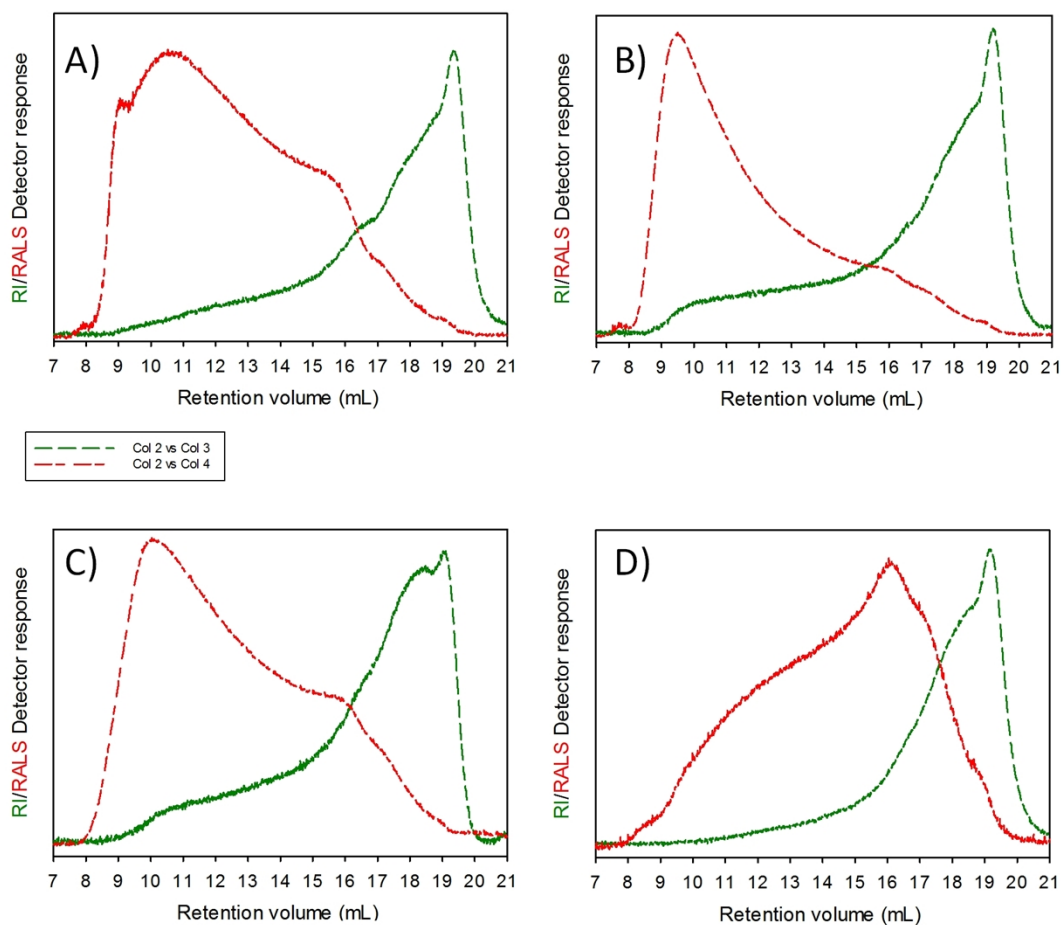 A)
RI/RALS Detector response
7 8 9 10 11 12 13 14 15 16 17 18 19 20 21
Retention volume (mL)
B)
RI/RALS Detector response
7 8 9 10 11 12 13 14 15 16 17 18 19 20 21
Retention volume (mL)
Col 2 vs Col 3
Col 2 vs Col 4
C)
RI/RALS Detector response
7 8 9 10 11 12 13 14 15 16 17 18 19 20 21
Retention volume (mL)
D)
RI/RALS Detector response
7 8 9 10 11 12 13 14 15 16 17 18 19 20 21
Retention volume (mL)